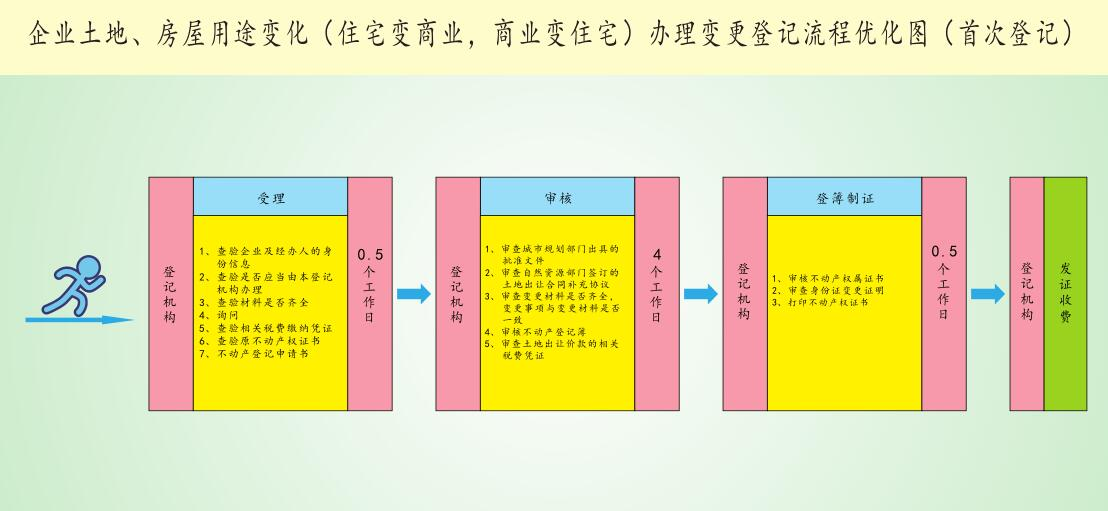 企业土地、房屋用途变化（住宅变商业，商业变住宅）办理变更登记流程优化图（首次登记）
登记机构
受理
1、查验企业及经办人的身
份信息
2、查验是否应当由本登记
机构办理
3、查验材料是否齐全
4、询问
5、查验相关税费缴纳凭证
6、查验原不动产权证书
7、不动产登记申请书
0.5个工作日
登记机构
审核
1、审查城市规划部门出具的
批准文件
2、审查自然资源部门签订的
土地出让合同补充协议
3、审查变更材料是否齐全，
变更事项与变更材料是否
一致
4、审核不动产登记簿
5、审查土地出让价款的相关
税费凭证
4个工作日
登记机构
登簿制证
1、审核不动产权属证书
2、审查身份证变更证明
3、打印不动产权证书
0.5个工作日
登记机构
发证收费